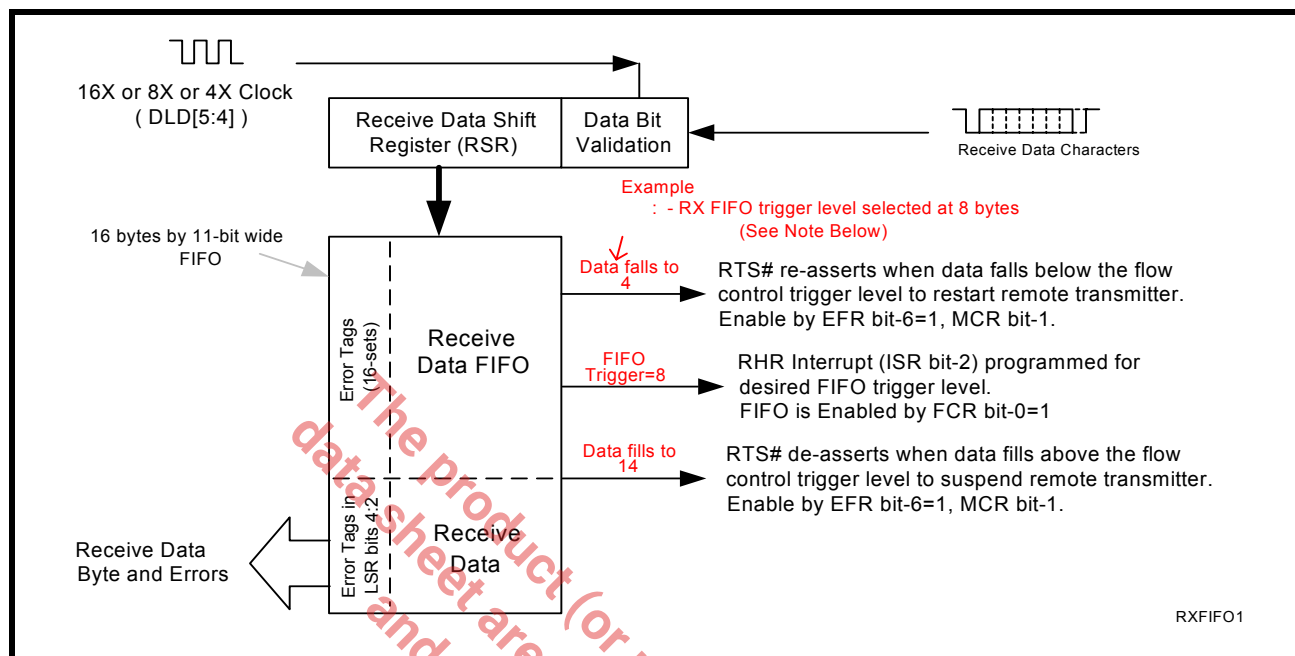 16X or 8X or 4X Clock
( DLD[5:4] )
Receive Data Shift
Register (RSR)
Data Bit
Validation
Receive Data Characters
Example
: - RX FIFO trigger level selected at 8 bytes
(See Note Below)
16 bytes by 11-bit wide
FIFO
Data falls to
4
RTS# re-asserts when data falls below the flow
control trigger level to restart remote transmitter.
Enable by EFR bit-6=1, MCR bit-1.
Error Tags
(16-sets)
Receive
Data FIFO
FIFO
Trigger=8
RHR Interrupt (ISR bit-2) programmed for
desired FIFO trigger level.
FIFO is Enabled by FCR bit-0=1
Data fills to
14
RTS# de-asserts when data fills above the flow
control trigger level to suspend remote transmitter.
Enable by EFR bit-6=1, MCR bit-1.
Error Tags in
LSR bits 4:2
Receive
Data
Receive Data
Byte and Errors
RXFIFO1
The product (or
data sheet are
and